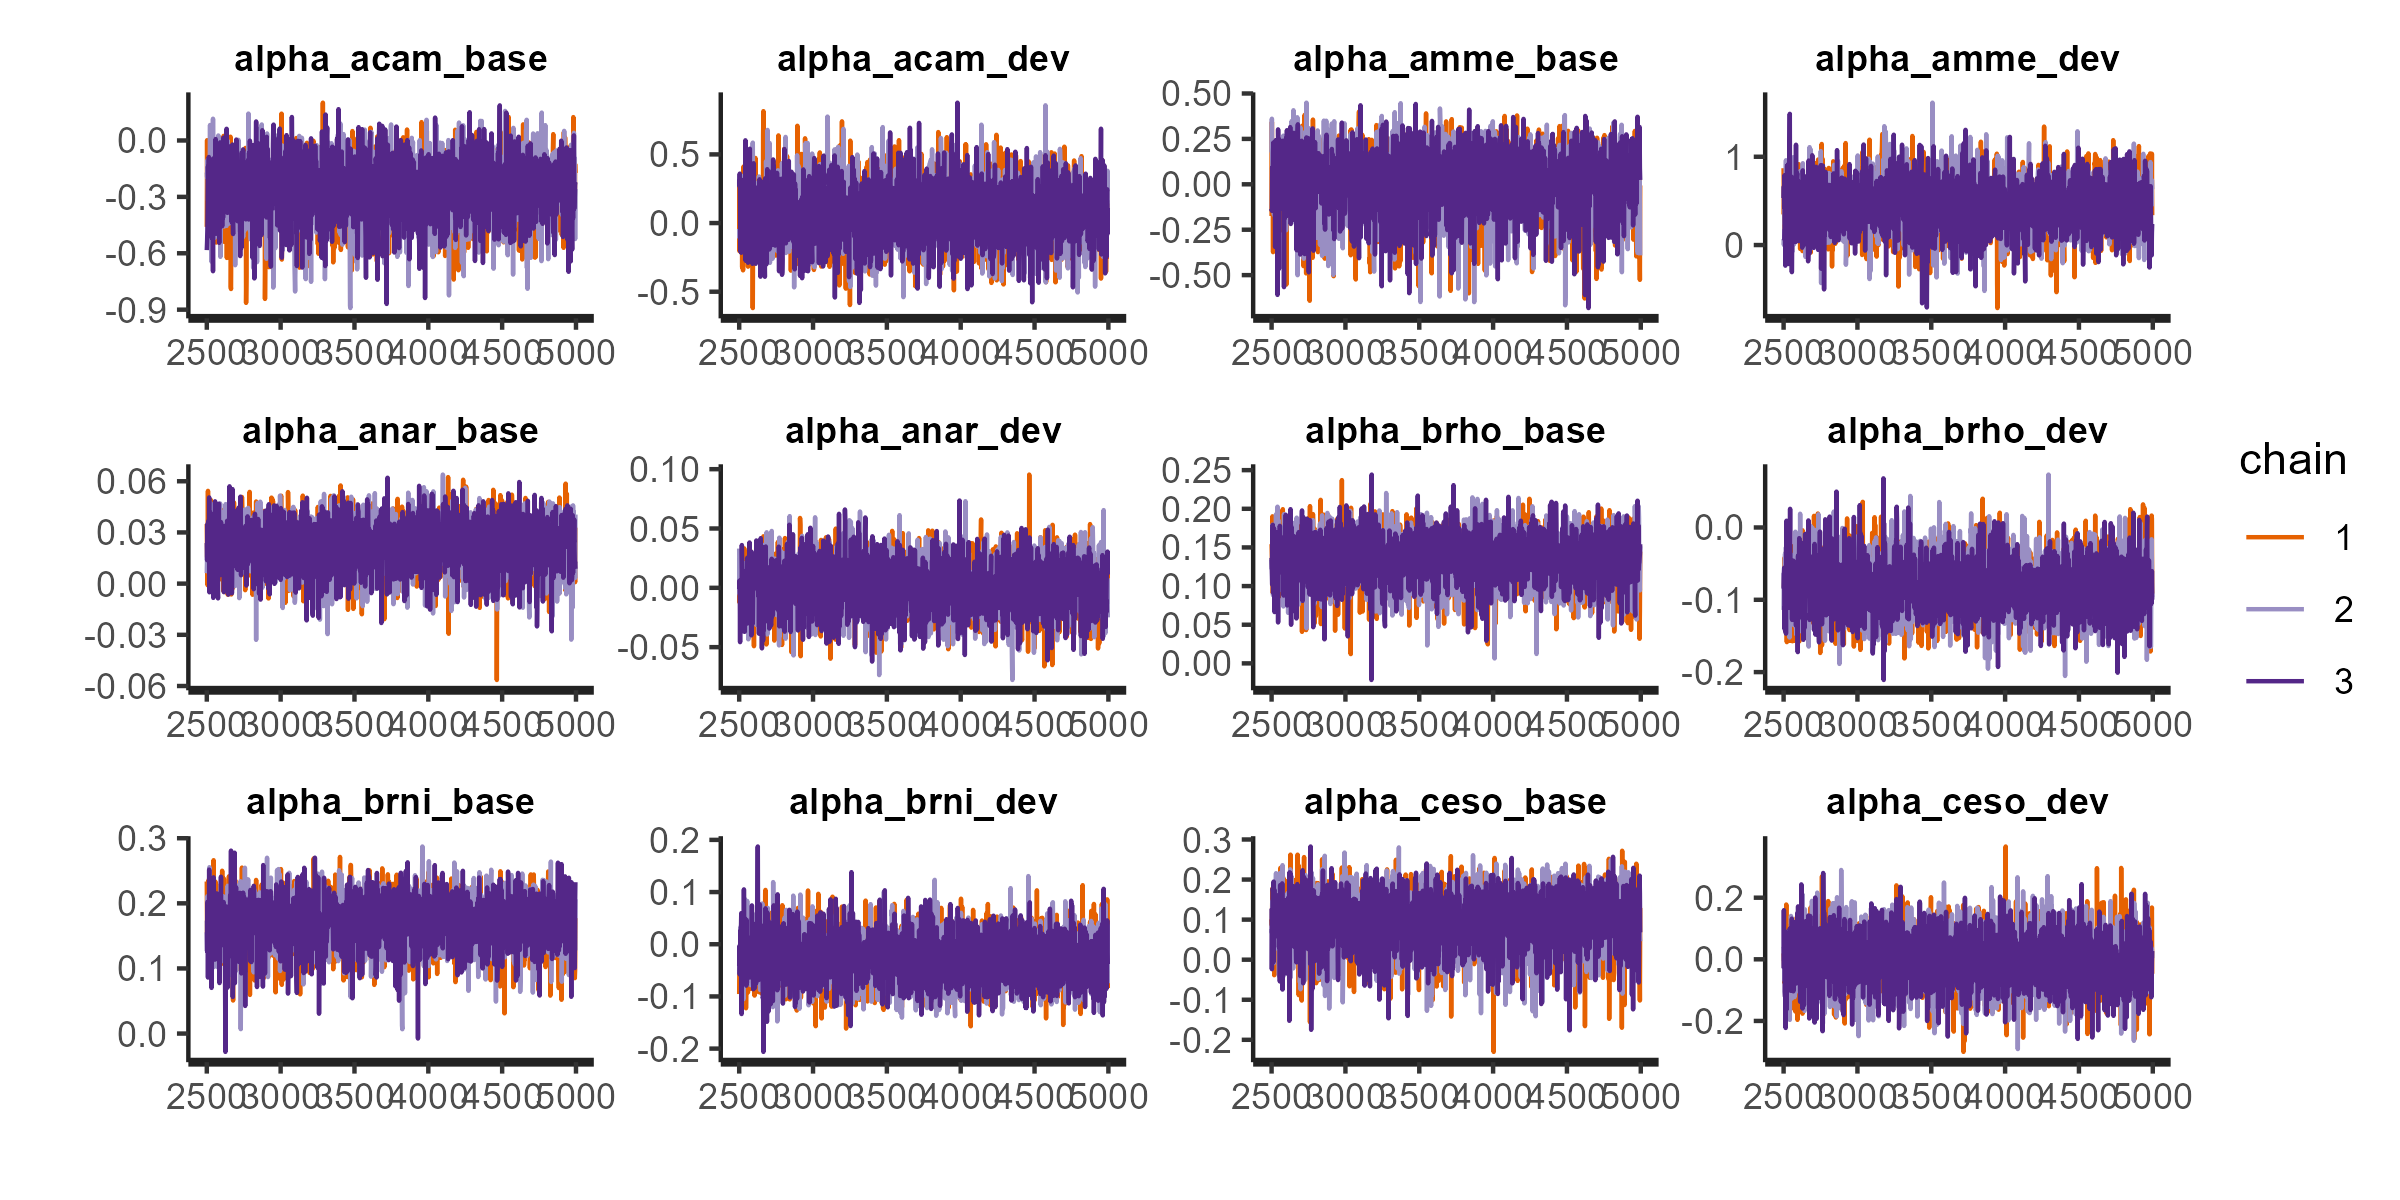 alpha_acam_base alpha_acam_dev alpha_amme_base alpha_amme_dev
0.0 -0.3 -0.6 -0.9
0.5 0.0 -0.5
0.50 0.25 0.00 -0.25 -0.50
1 0
2500 3000 3500 4000 4500 5000
2500 3000 3500 4000 4500 5000
2500 3000 3500 4000 4500 5000
2500 3000 3500 4000 4500 5000
alpha_anar_base alpha_anar_dev alpha_brho_base alpha_brho_dev
0.06 0.03 0.00 -0.03 -0.06
0.10 0.05 0.00 -0.05
0.25 0.20 0.15 0.10 0.05 0.00
0.0 -0.1 -0.2
2500 3000 3500 4000 4500 5000
2500 3000 3500 4000 4500 5000
2500 3000 3500 4000 4500 5000
2500 3000 3500 4000 4500 5000
chain
1
2
3
alpha_brni_base alpha_brni_dev alpha_ceso_base alpha_ceso_dev
0.3 0.2 0.1 0.0
0.2 0.1 0.0 -0.1 -0.2
0.3 0.2 0.1 0.0 -0.1 -0.2
0.2 0.0 -0.2
2500 3000 3500 4000 4500 5000
2500 3000 3500 4000 4500 5000
2500 3000 3500 4000 4500 5000
2500 3000 3500 4000 4500 5000